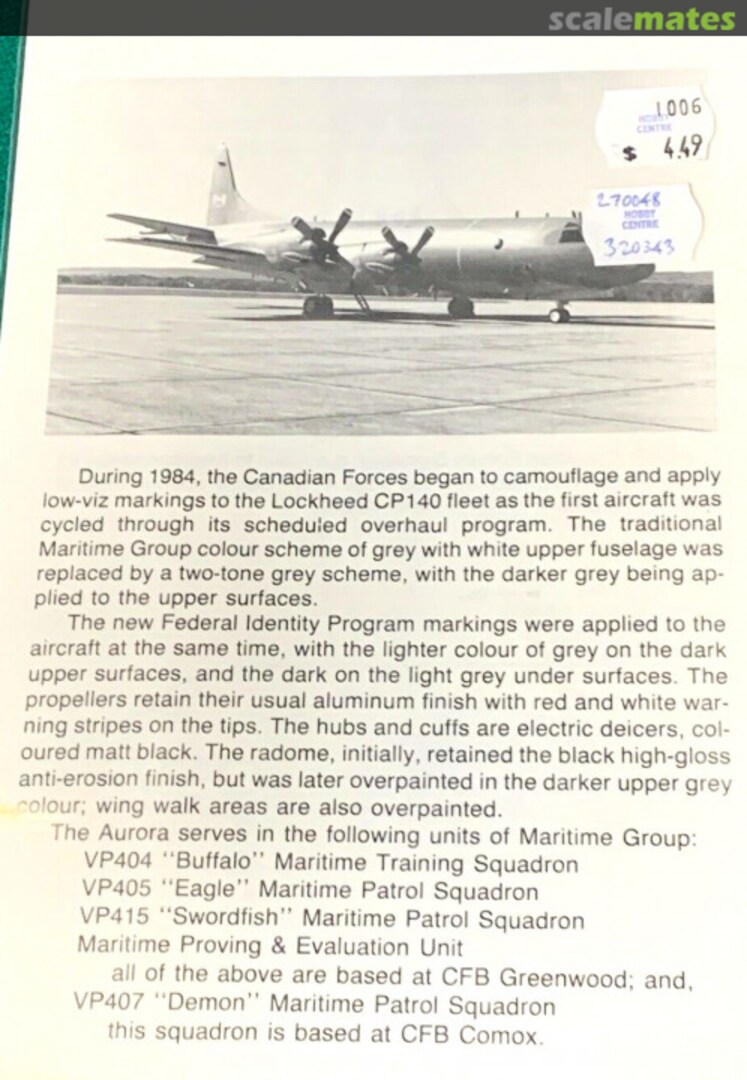 scalemates
1006
HOBBY
CENTRE
$ 4.49
270048
HOBBY
CENTRE
320343
During 1984, the Canadian Forces began to camouflage and apply
low-viz markings to the Lockheed CP140 fleet as the first aircraft was
cycled through its scheduled overhaul program. The traditional
Maritime Group colour scheme of grey with white upper fuselage was
replaced by a two-tone grey scheme, with the darker grey being ap-
plied to the upper surfaces.
The new Federal Identity Program markings were applied to the
aircraft at the same time, with the lighter colour of grey on the dark
upper surfaces, and the dark on the light grey under surfaces. The
propellers retain their usual aluminum finish with red and white war-
ning stripes on the tips. The hubs and cuffs are electric deicers, col-
oured matt black. The radome, initially, retained the black high-gloss
anti-erosion finish, but was later overpainted in the darker upper grey
colour; wing walk areas are also overpainted.
The Aurora serves in the following units of Maritime Group:
VP404 "Buffalo" Maritime Training Squadron
VP405 "Eagle" Maritime Patrol Squadron
VP415 "Swordfish" Maritime Patrol Squadron
Maritime Proving & Evaluation Unit
all of the above are based at CFB Greenwood; and,
VP407 "Demon" Maritime Patrol Squadron
this squadron is based at CFB Comox.